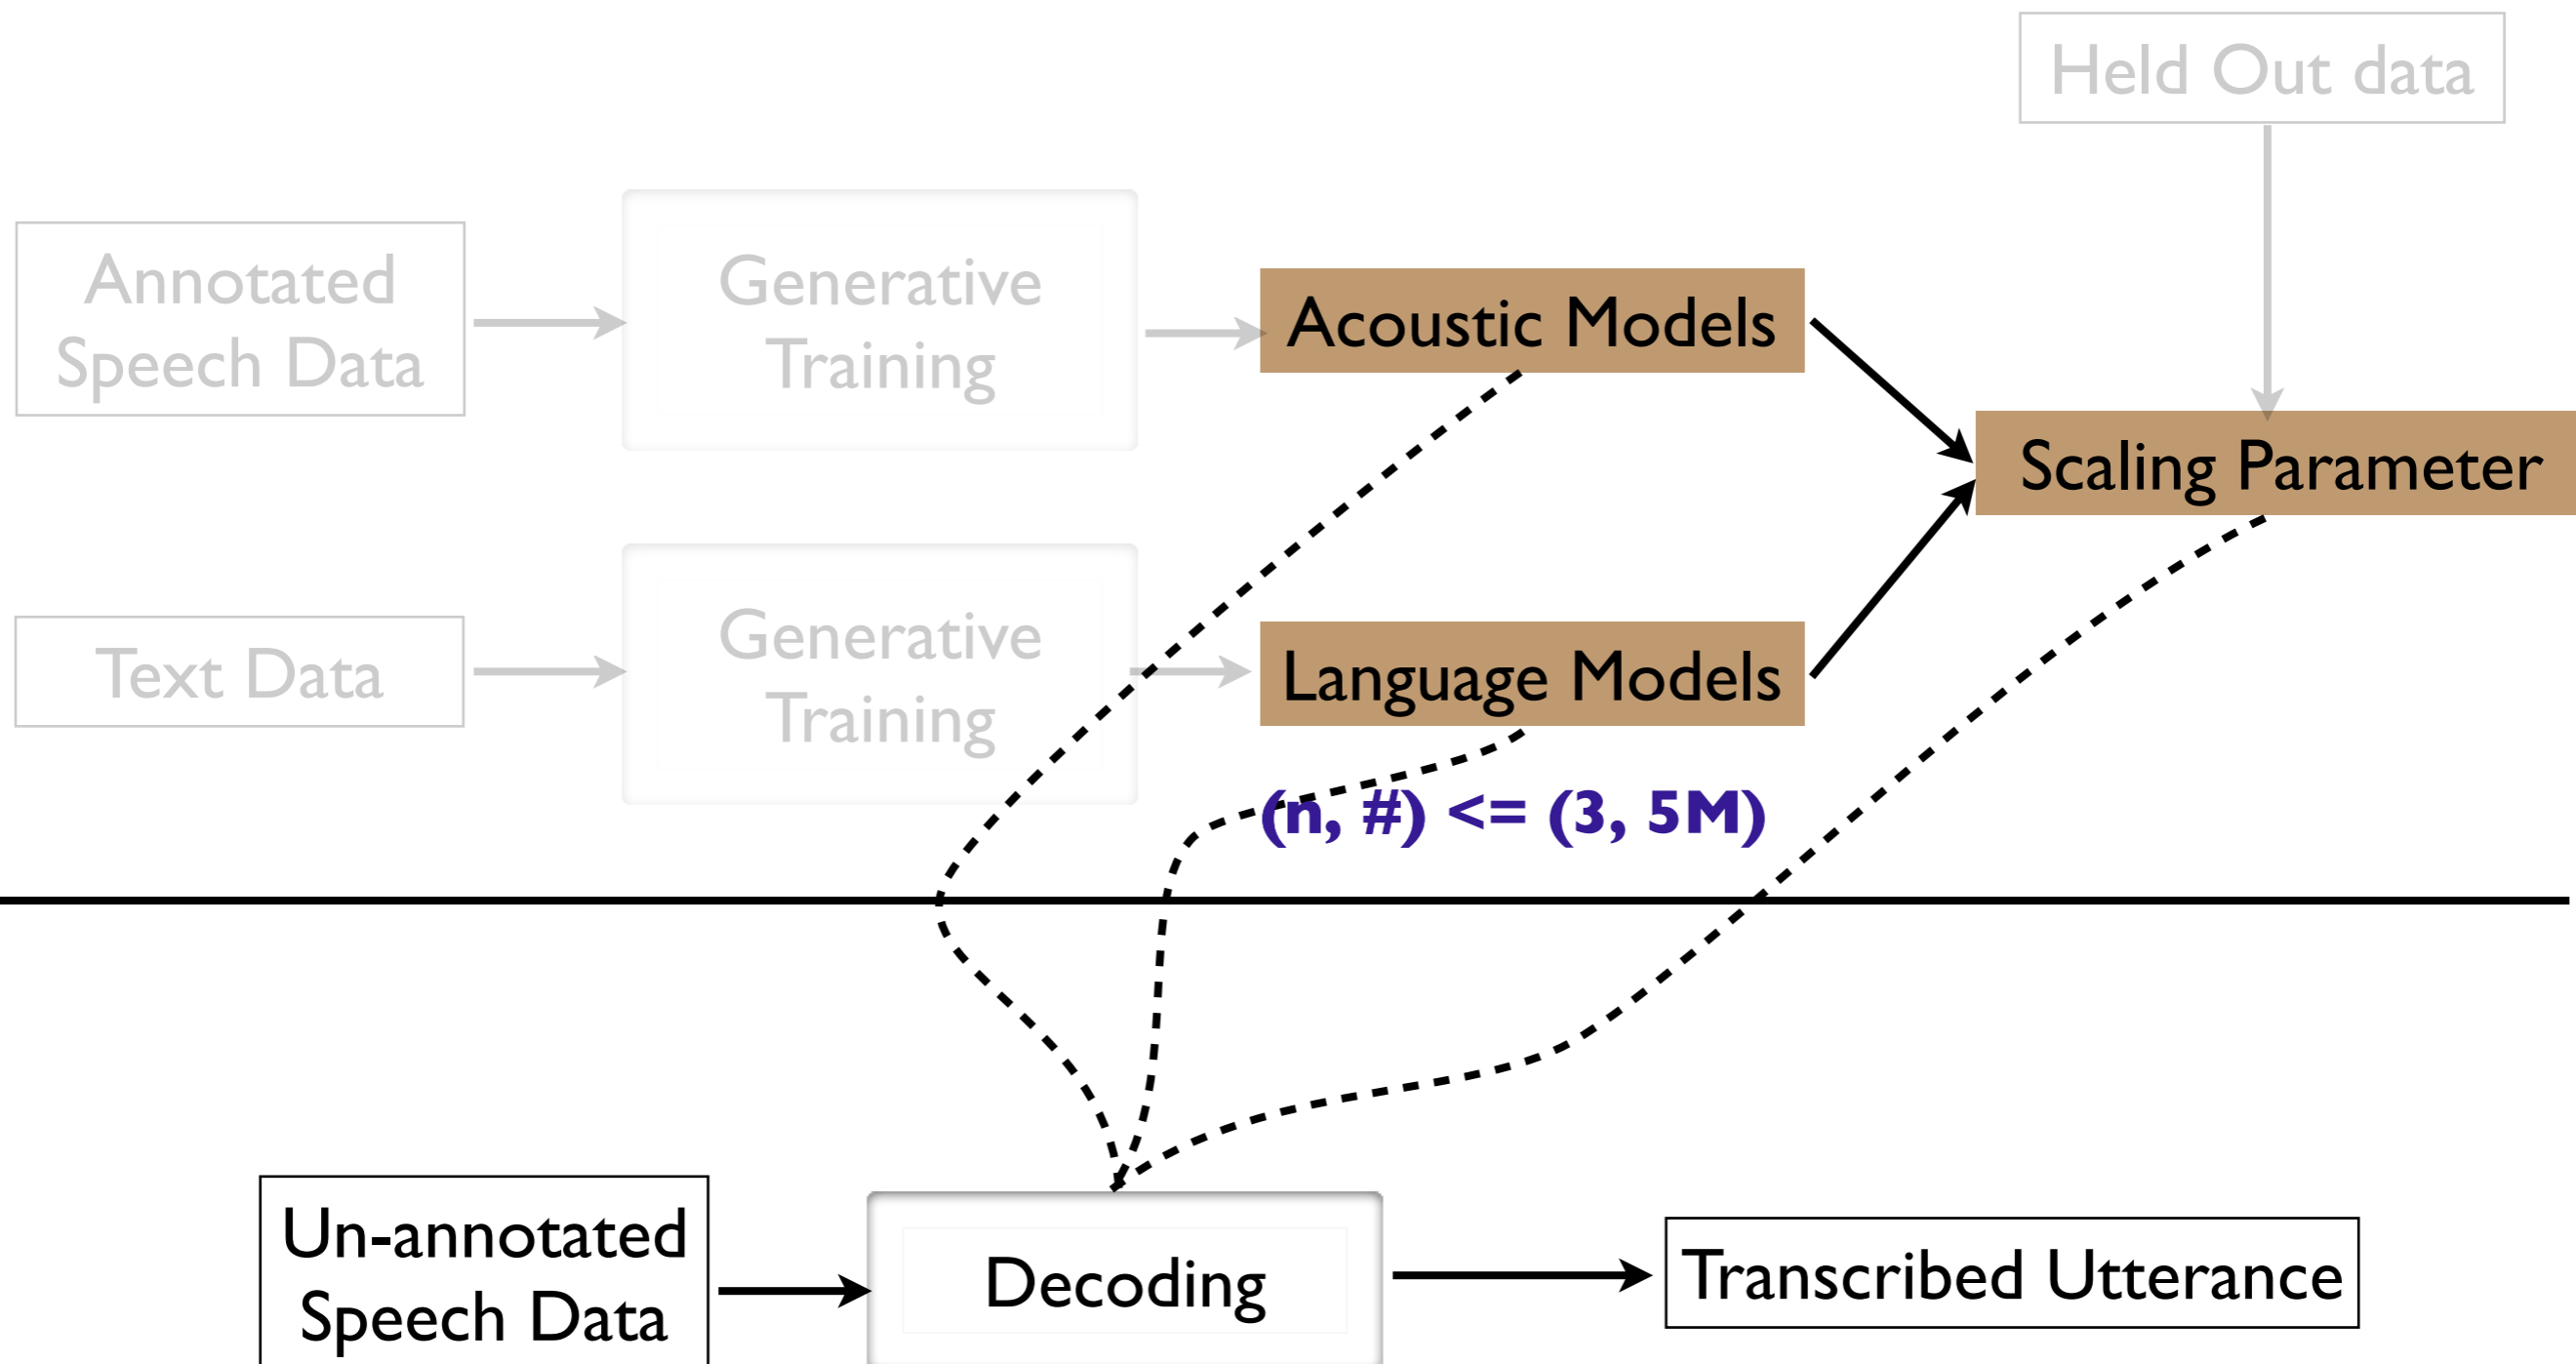 Held Out data
Annotated
Speech Data
Generative
Training
Acoustic Models
Scaling Parameter
Text Data
Generative
Training
Language Models
(n, #) <= (3, 5M)
Un-annotated
Speech Data
Decoding
Transcribed Utterance